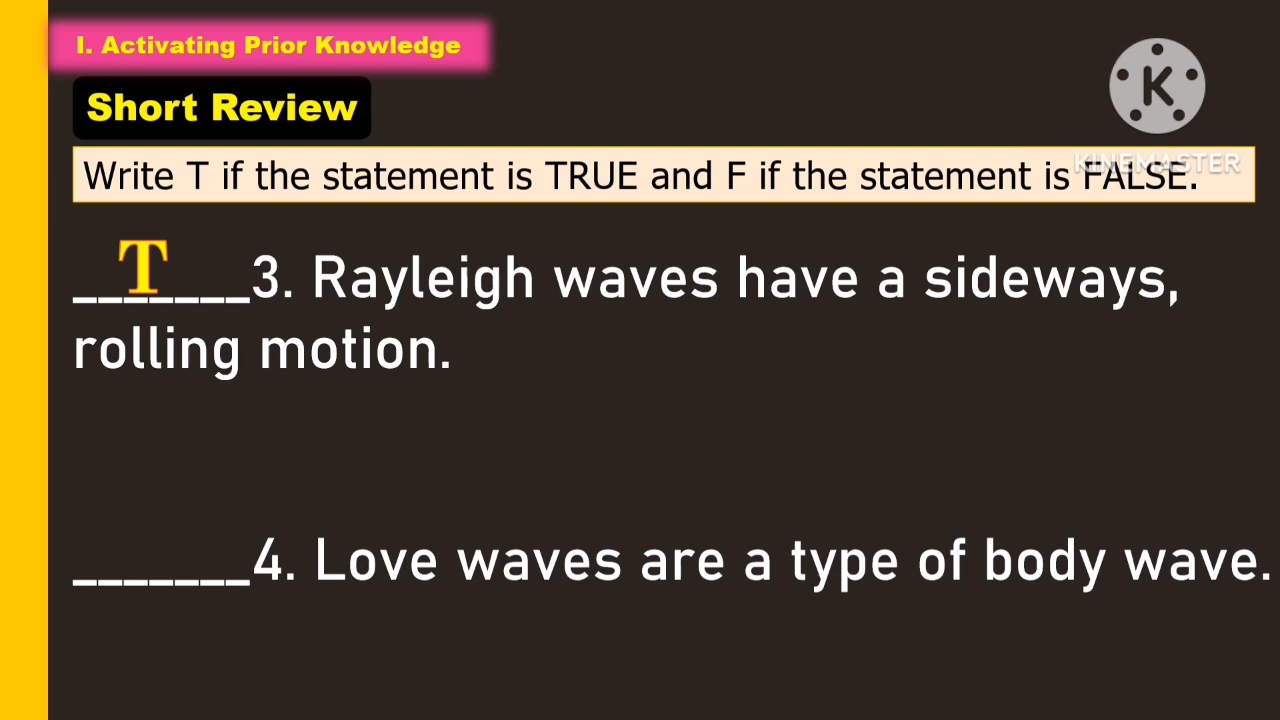 I. Activating Prior Knowledge
Short Review
K
KINEMASTER
Write T if the statement is TRUE and F if the statement is FALSE.
___T____3. Rayleigh waves have a sideways,
rolling motion.
_______4. Love waves are a type of body wave.